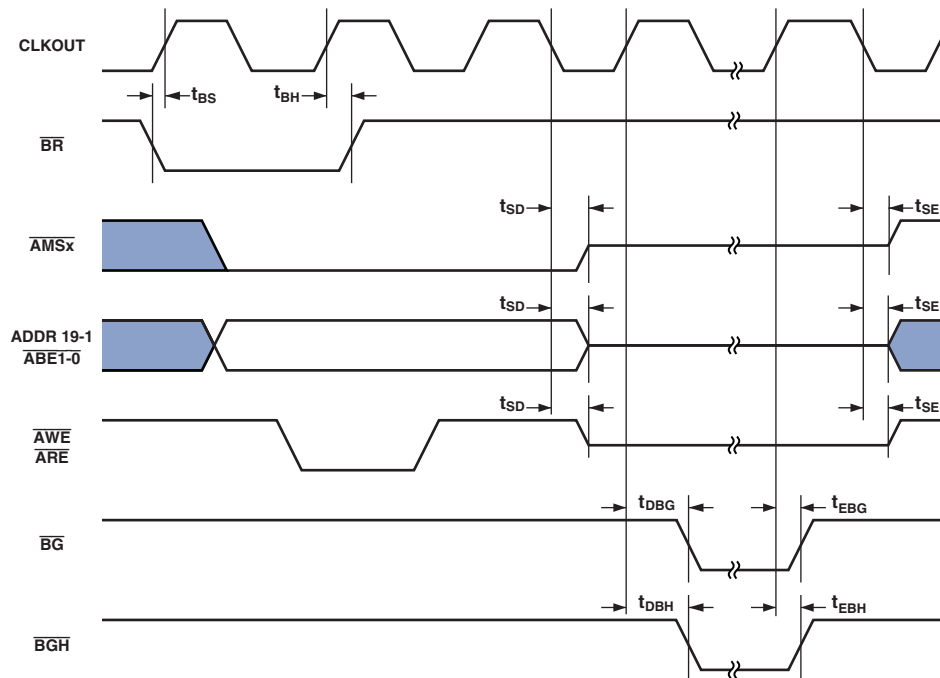 CLKOUT
tBS
tBH
BR
tSD
tSE
AMSx
tSD
tSE
ADDR 19-1
ABE1-0
tSD
tSE
AWE
ARE
tDBG
tEBG
BG
tDBH
tEBH
BGH